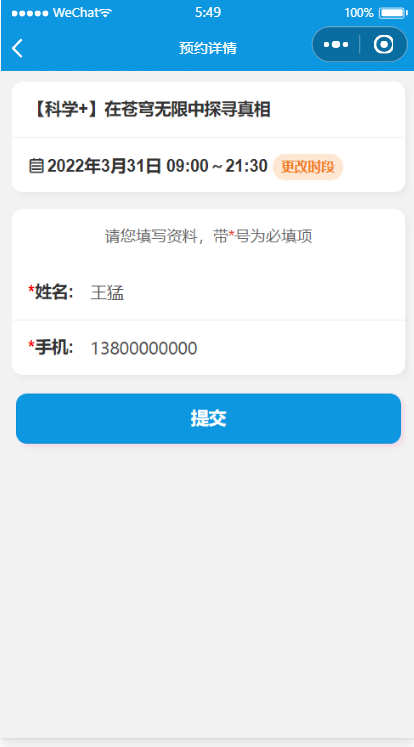 WeChat 5:49 100%
预约详情
【科学+】在苍穹无限中探寻真相
2022年3月31日 09:00～21:30 更改时段
请您填写资料，带*号为必填项
*姓名: 王猛
*手机: 13800000000
提交